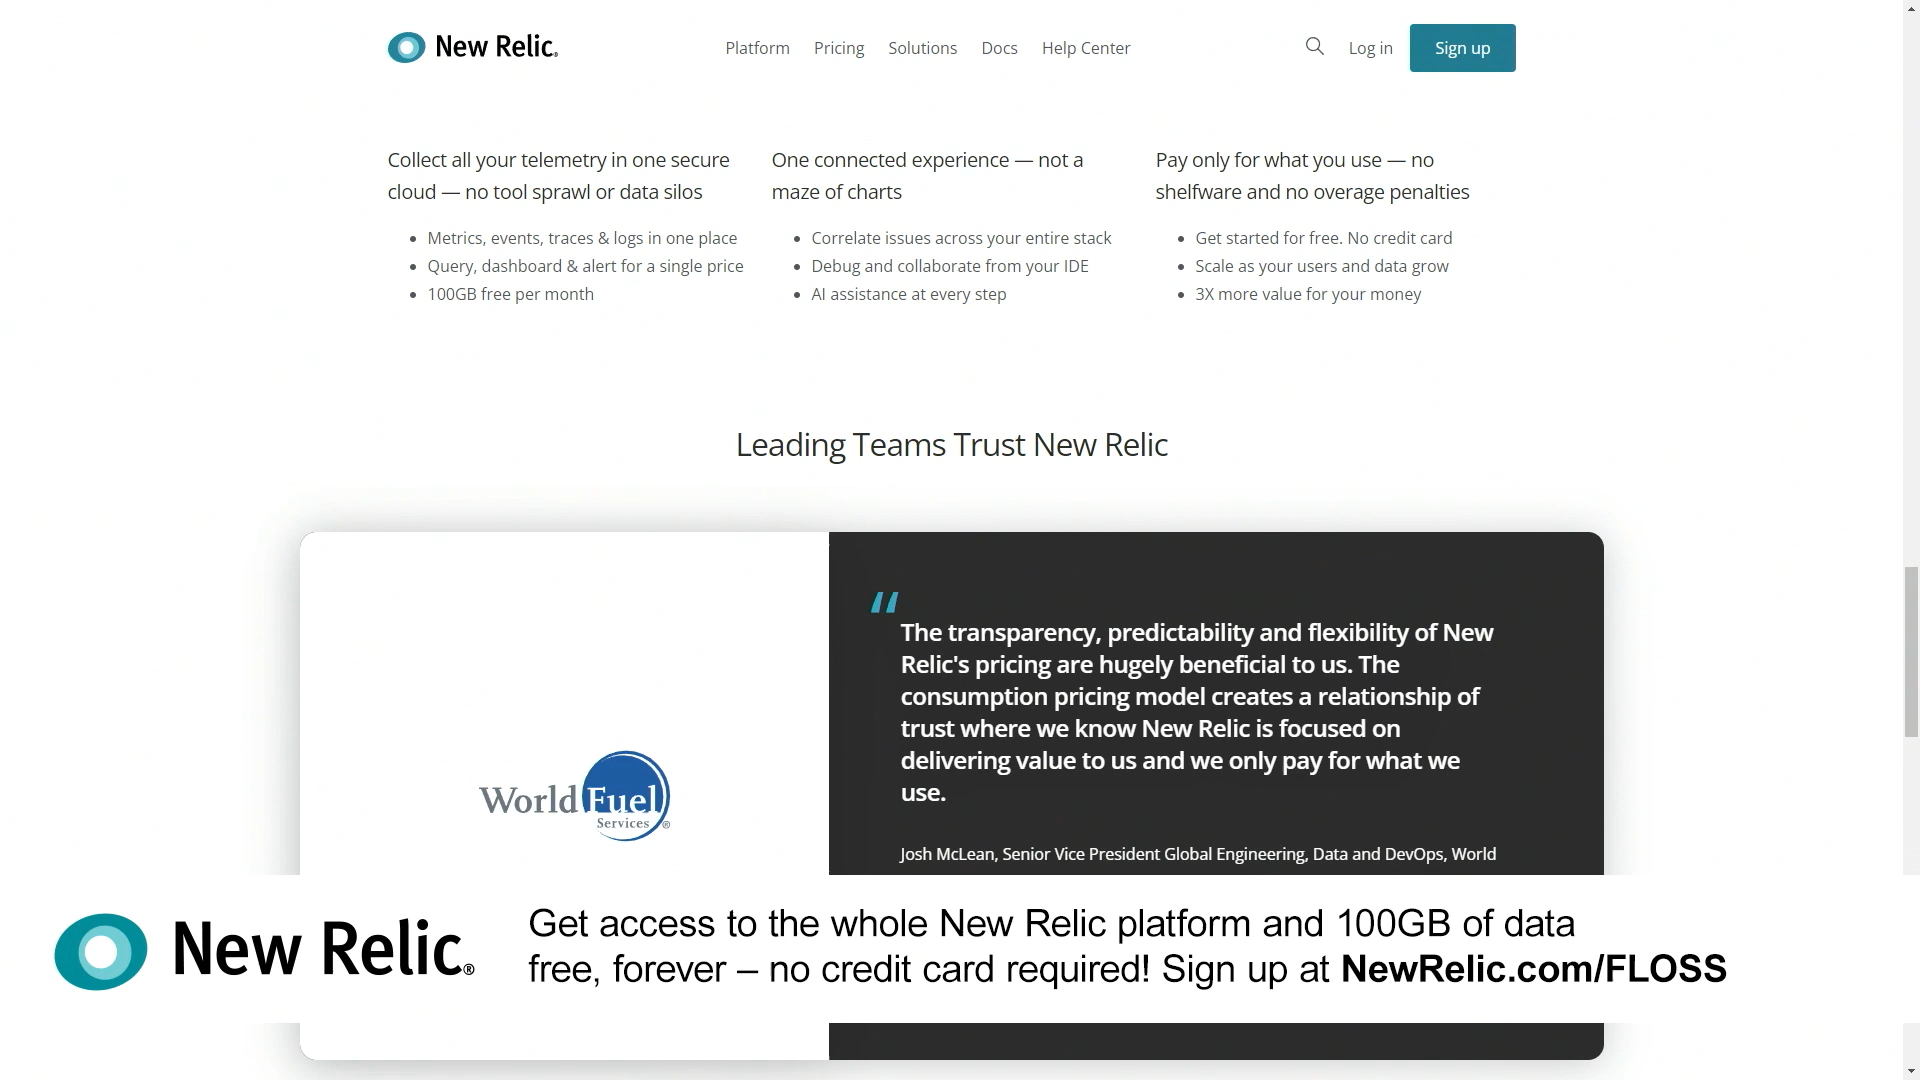 New Relic®
Platform Pricing Solutions Docs Help Center
Log in Sign up
Collect all your telemetry in one secure
cloud — no tool sprawl or data silos
• Metrics, events, traces & logs in one place
• Query, dashboard & alert for a single price
• 100GB free per month
One connected experience — not a
maze of charts
• Correlate issues across your entire stack
• Debug and collaborate from your IDE
• AI assistance at every step
Pay only for what you use — no
shelfware and no overage penalties
• Get started for free. No credit card
• Scale as your users and data grow
• 3X more value for your money
Leading Teams Trust New Relic
World Fuel
Services ®
“
The transparency, predictability and flexibility of New
Relic's pricing are hugely beneficial to us. The
consumption pricing model creates a relationship of
trust where we know New Relic is focused on
delivering value to us and we only pay for what we
use.
Josh McLean, Senior Vice President Global Engineering, Data and DevOps, World
New Relic®
Get access to the whole New Relic platform and 100GB of data
free, forever – no credit card required! Sign up at NewRelic.com/FLOSS